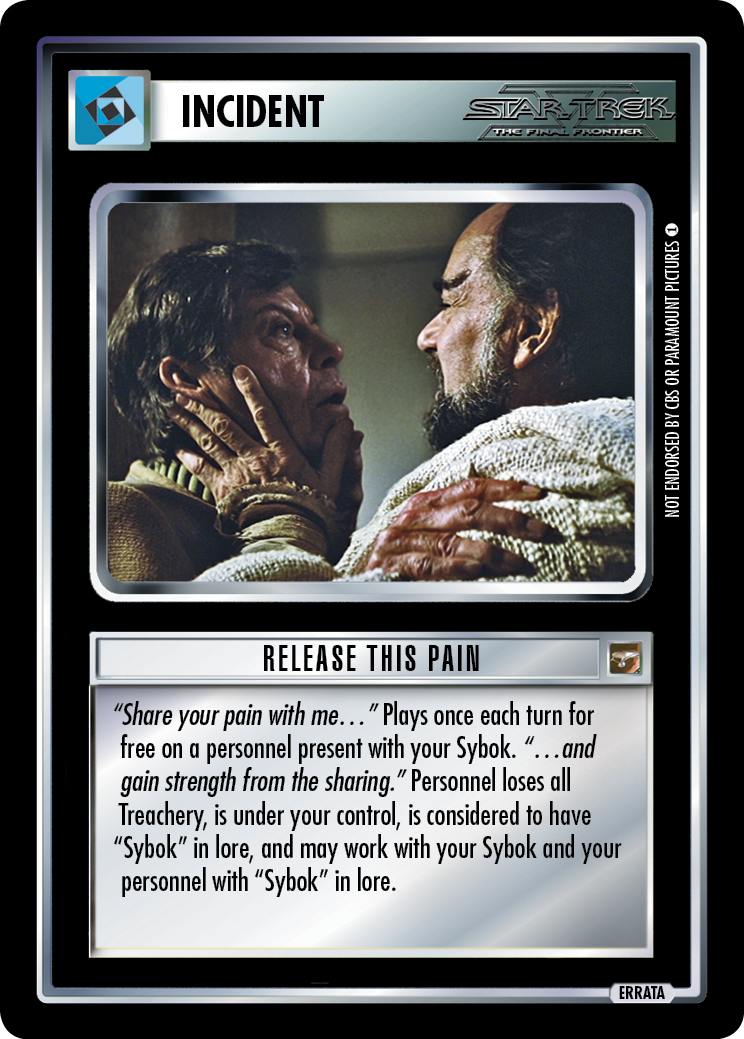 INCIDENT
STAR TREK V
THE FINAL FRONTIER
NOT ENDORSED BY CBS OR PARAMOUNT PICTURES 1
RELEASE THIS PAIN
“Share your pain with me…” Plays once each turn for
free on a personnel present with your Sybok. “…and
gain strength from the sharing.” Personnel loses all
Treachery, is under your control, is considered to have
“Sybok” in lore, and may work with your Sybok and your
personnel with “Sybok” in lore.
ERRATA